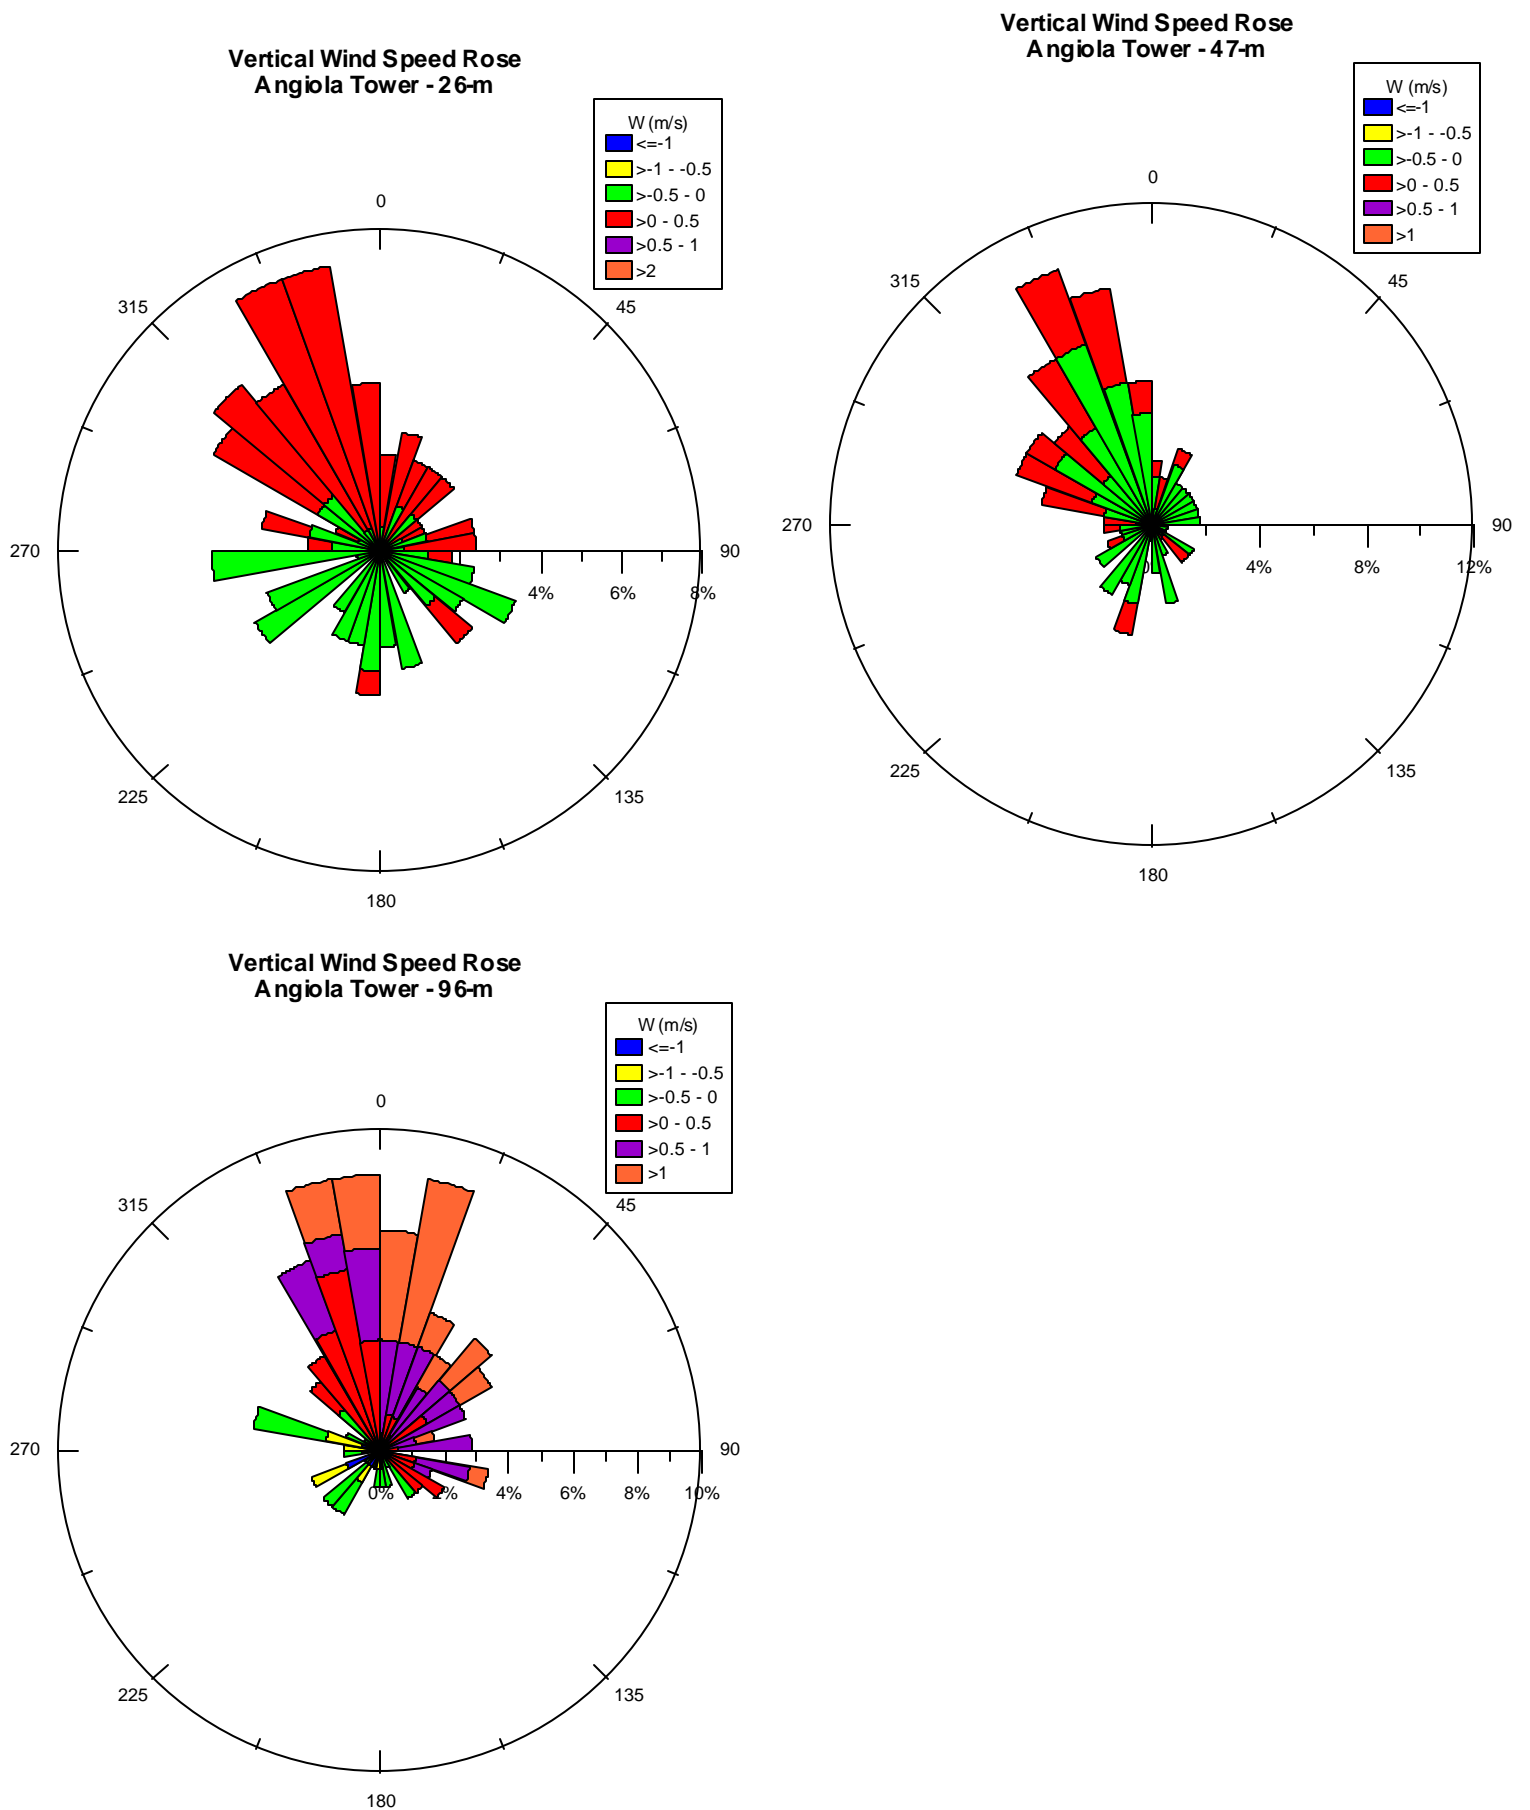 Vertical Wind Speed Rose
Angiola Tower - 26-m
W (m/s)
<=-1
>-1 - -0.5
>-0.5 - 0
>0 - 0.5
>0.5 - 1
>2
0
45
90
135
180
225
270
315
4%
6%
8%
Vertical Wind Speed Rose
Angiola Tower - 47-m
W (m/s)
<=-1
>-1 - -0.5
>-0.5 - 0
>0 - 0.5
>0.5 - 1
>1
0
45
90
135
180
225
270
315
4%
8%
12%
Vertical Wind Speed Rose
Angiola Tower - 96-m
W (m/s)
<=-1
>-1 - -0.5
>-0.5 - 0
>0 - 0.5
>0.5 - 1
>1
0
45
90
135
180
225
270
315
0%
2%
4%
6%
8%
10%